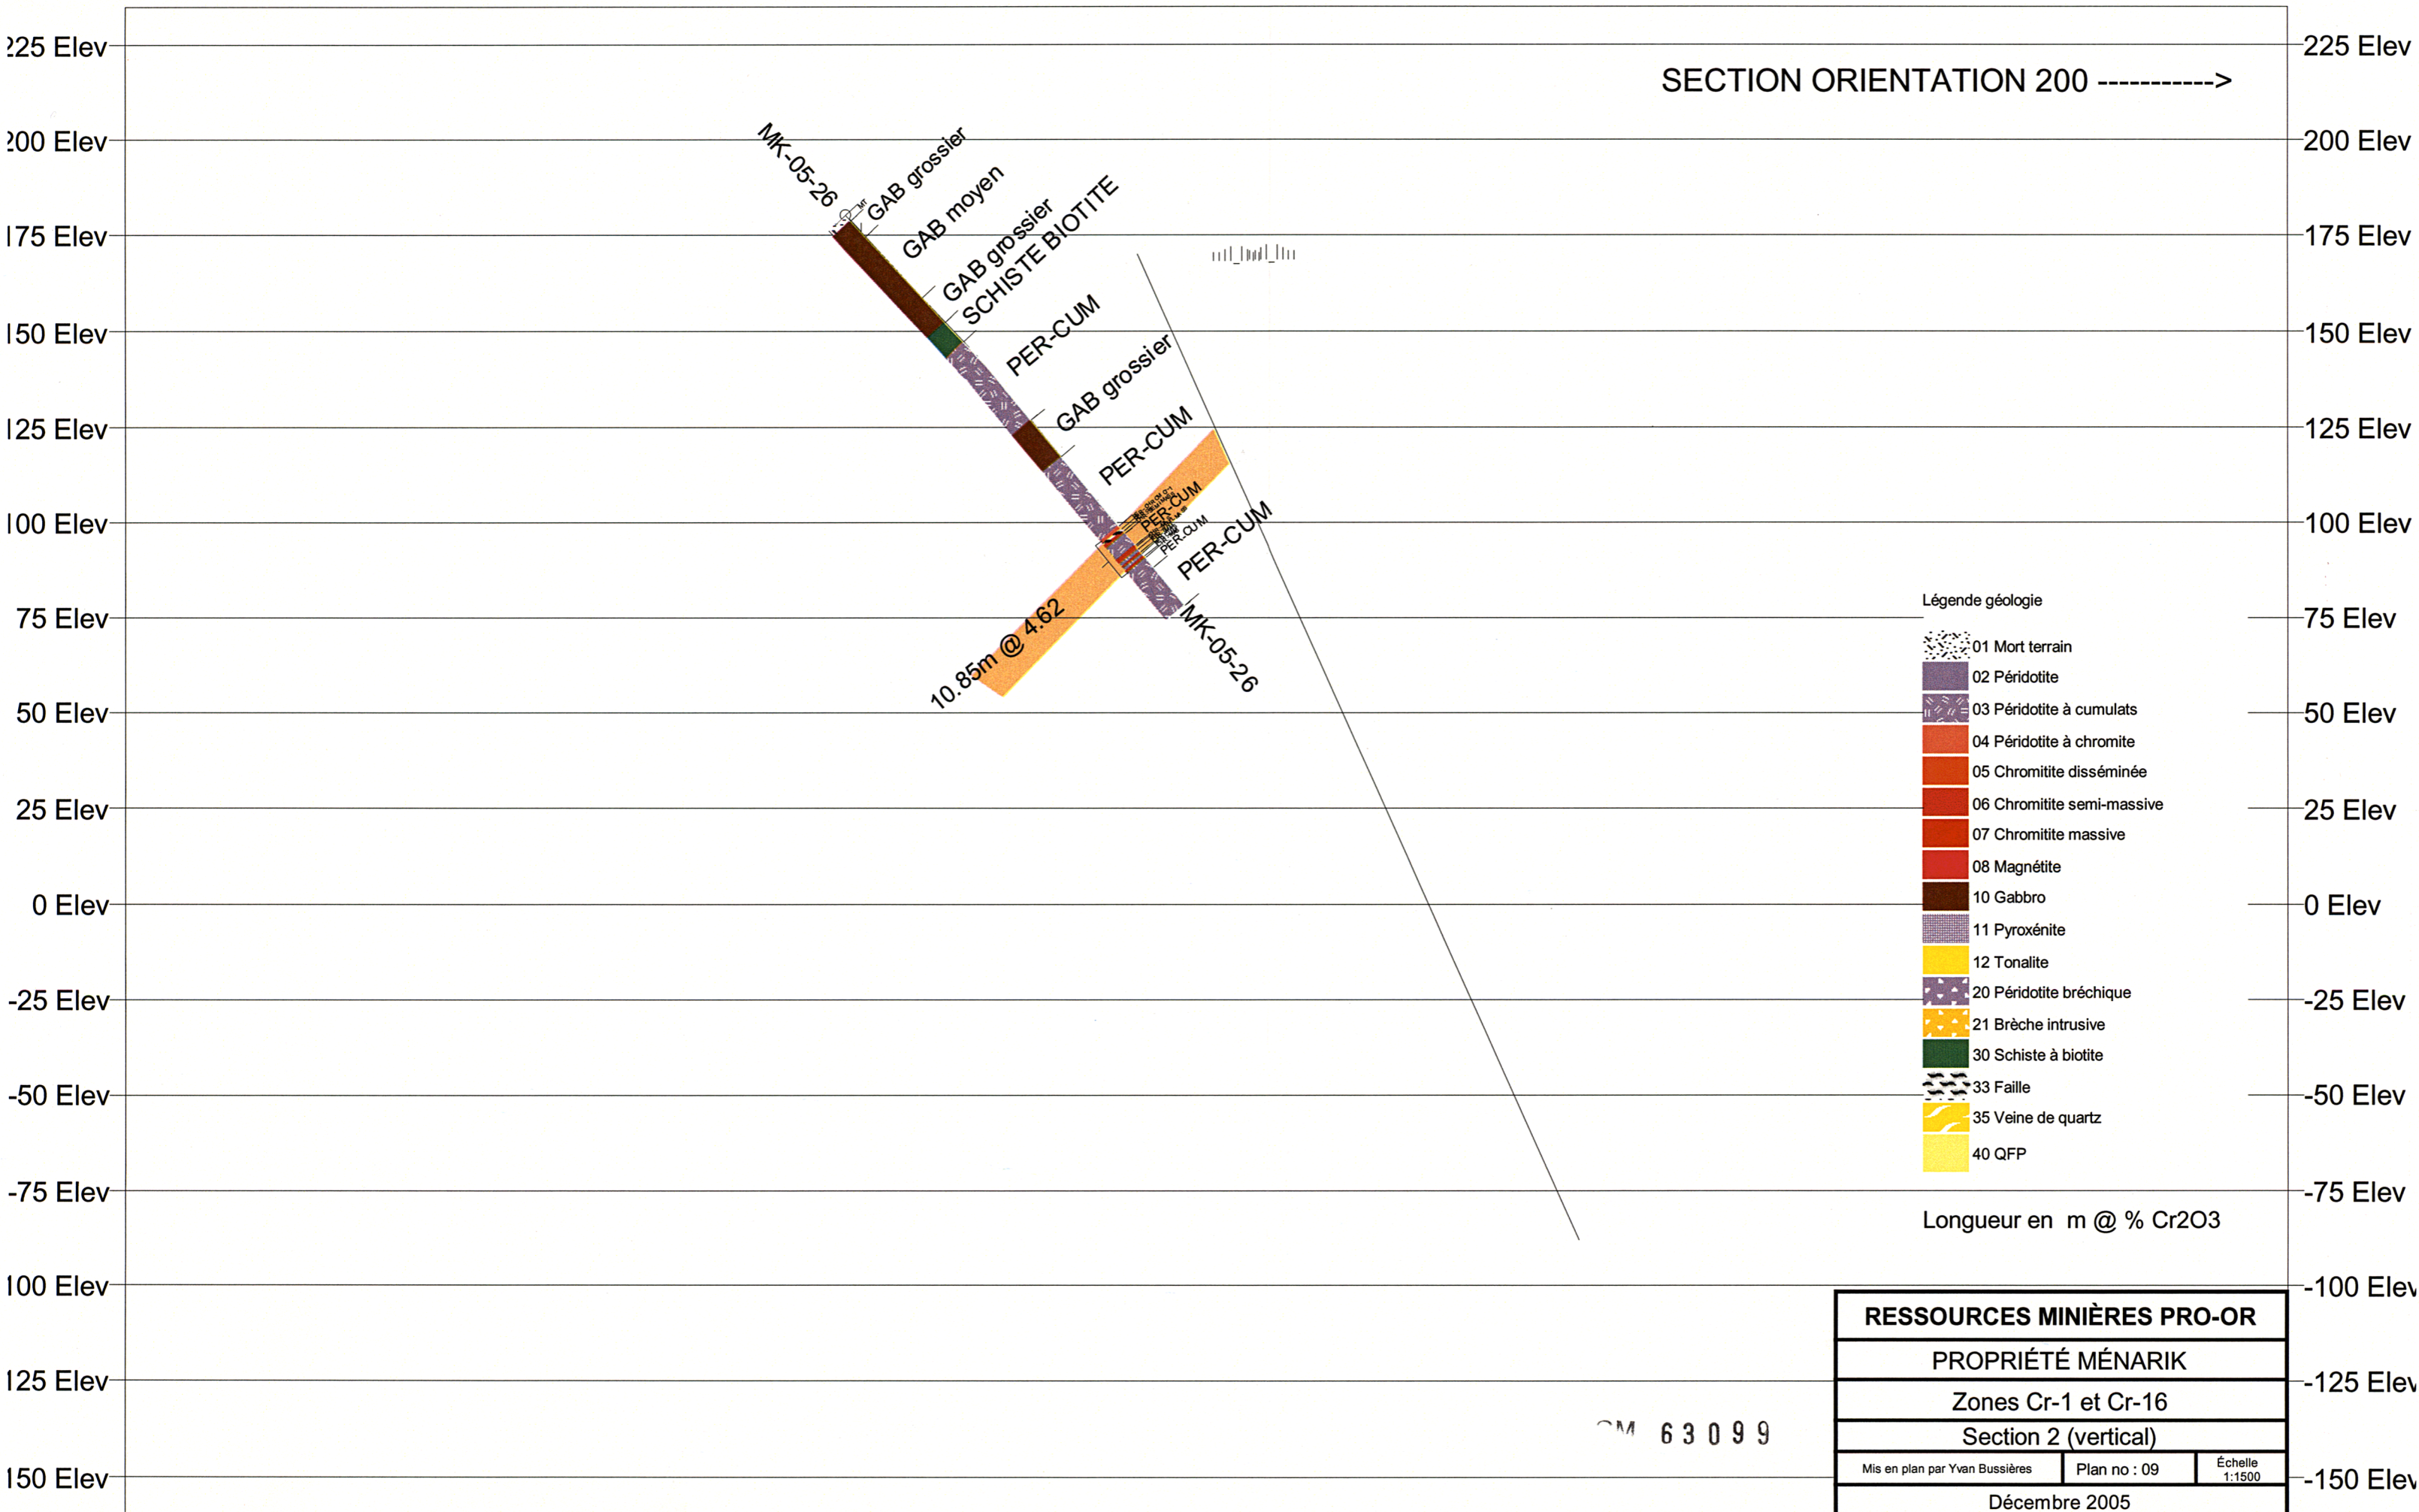 225 Elev
200 Elev
175 Elev
150 Elev
125 Elev
100 Elev
75 Elev
50 Elev
25 Elev
0 Elev
-25 Elev
-50 Elev
-75 Elev
100 Elev
125 Elev
150 Elev
SECTION ORIENTATION 200 ----------->
MK-05-26
MT
GAB grossier
GAB moyen
GAB grossier
SCHISTE BIOTITE
PER-CUM
GAB grossier
PER-CUM
PER-CUM
PER-CUM
PER-CUM
MK-05-26
10.85m @ 4.62
225 Elev
200 Elev
175 Elev
150 Elev
125 Elev
100 Elev
75 Elev
50 Elev
25 Elev
0 Elev
-25 Elev
-50 Elev
-75 Elev
-100 Elev
-125 Elev
-150 Elev
Légende géologie
01 Mort terrain
02 Péridotite
03 Péridotite à cumulats
04 Péridotite à chromite
05 Chromitite disséminée
06 Chromitite semi-massive
07 Chromitite massive
08 Magnétite
10 Gabbro
11 Pyroxénite
12 Tonalite
20 Péridotite bréchique
21 Brèche intrusive
30 Schiste à biotite
33 Faille
35 Veine de quartz
40 QFP
Longueur en m @ % Cr2O3
63099
RESSOURCES MINIÈRES PRO-OR
PROPRIÉTÉ MÉNARIK
Zones Cr-1 et Cr-16
Section 2 (vertical)
Mis en plan par Yvan Bussières
Plan no : 09
Échelle
1:1500
Décembre 2005